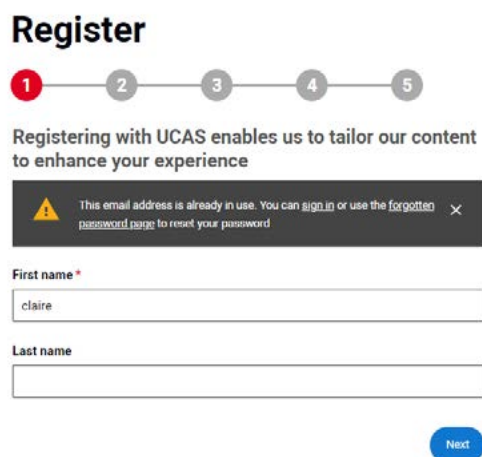 Register
1 2 3 4 5
Registering with UCAS enables us to tailor our content
to enhance your experience
This email address is already in use. You can sign in or use the forgotten
password page to reset your password
First name *
claire
Last name
Next